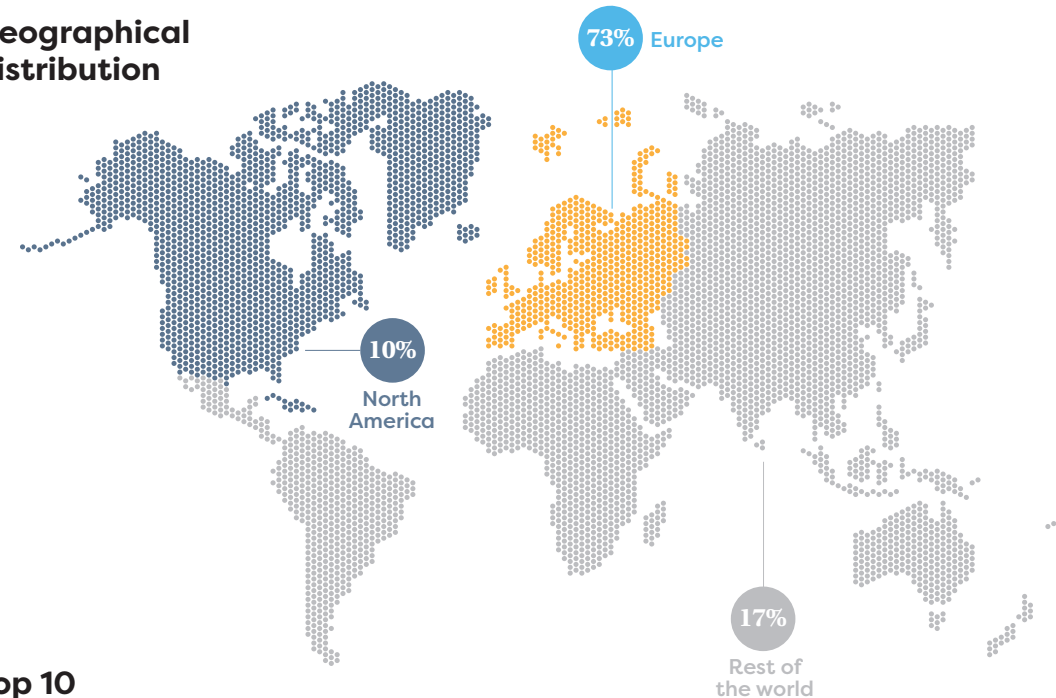 eographical
istribution
73% Europe
10%
North
America
17%
Rest of
the world
op 10